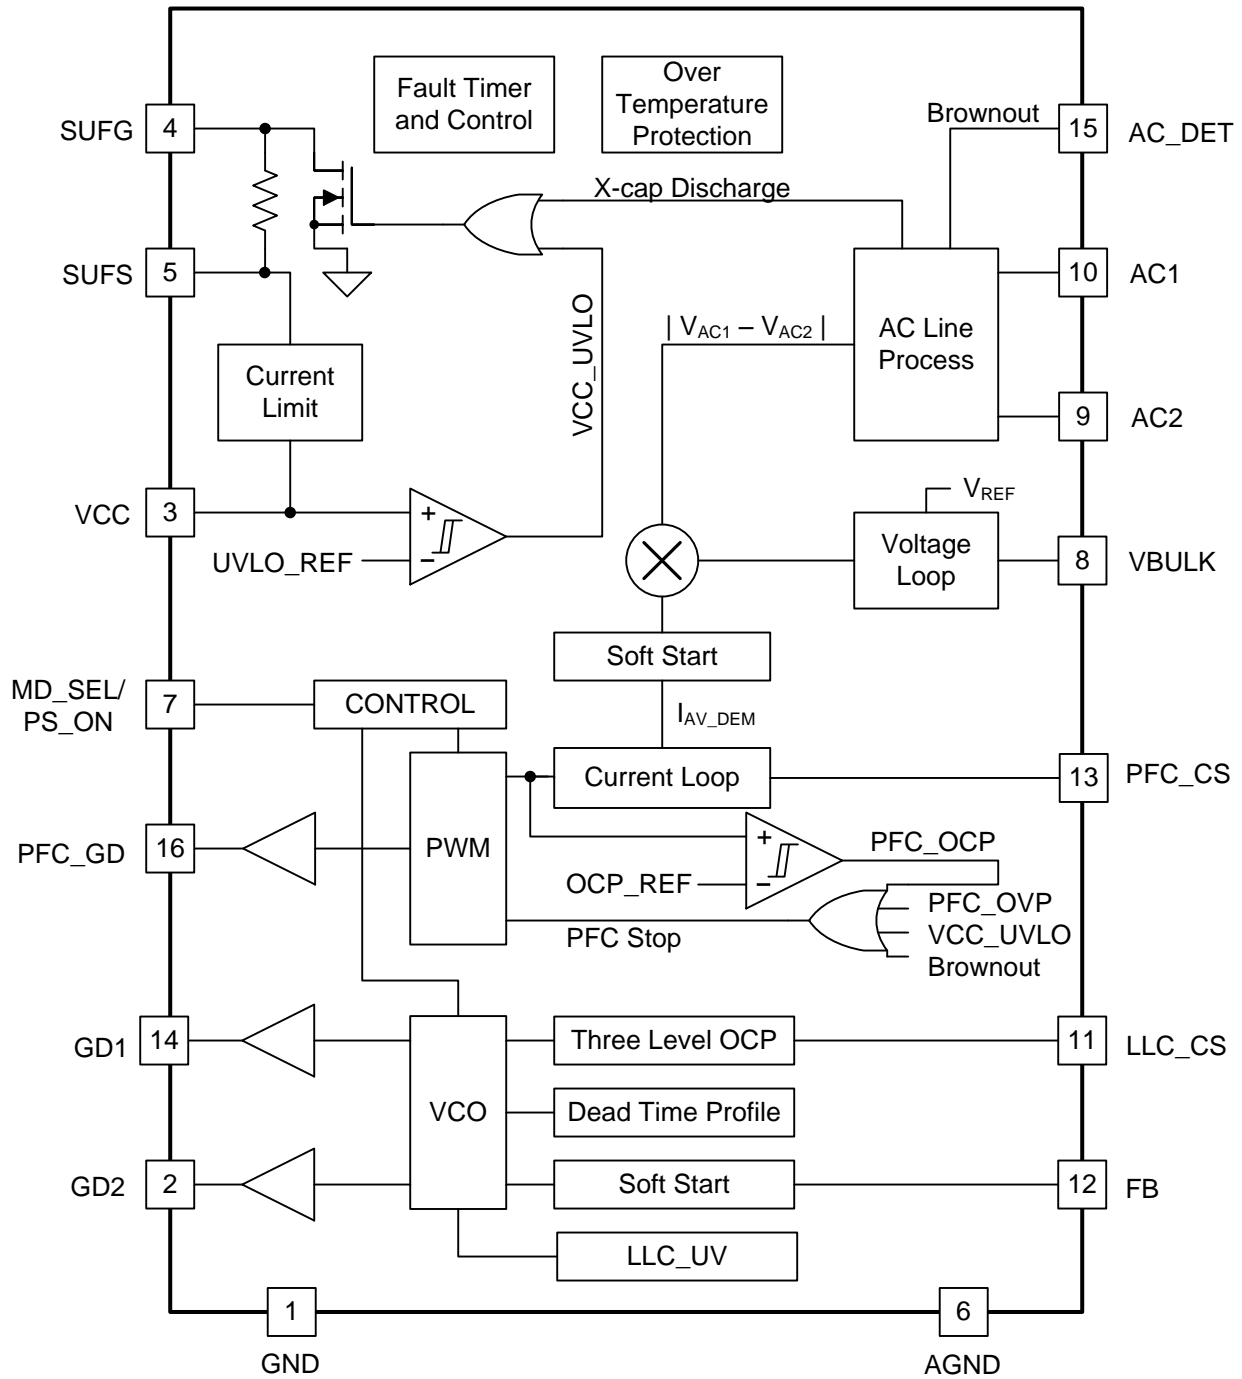 Fault Timer
and Control
Over
Temperature
Protection
SUFG
4
Brownout
15
AC_DET
X-cap Discharge
SUFS
5
10
AC1
| VAC1 – VAC2 |
AC Line
Process
VCC_UVLO
Current
Limit
9
AC2
VCC
3
+
−
UVLO_REF
VREF
Voltage
Loop
8
VBULK
Soft Start
MD_SEL/
PS_ON
7
CONTROL
IAV_DEM
Current Loop
13
PFC_CS
PFC_GD
16
PWM
+
−
OCP_REF
PFC_OCP
PFC_OVP
VCC_UVLO
Brownout
PFC Stop
GD1
14
Three Level OCP
11
LLC_CS
VCO
Dead Time Profile
GD2
2
Soft Start
12
FB
LLC_UV
1
GND
6
AGND